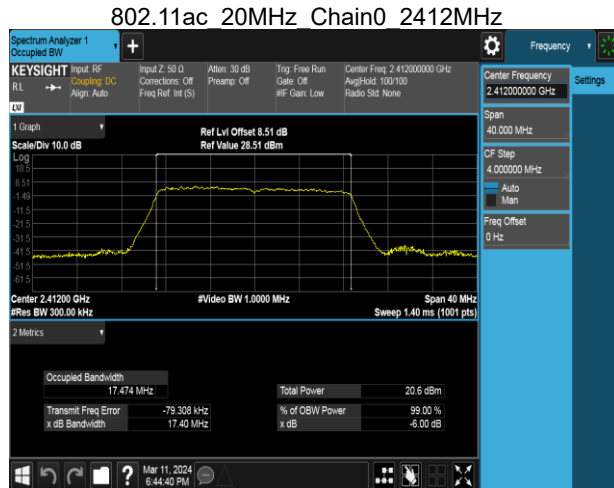 802.11ac_20MHz_Chain0_2412MHz
Spectrum Analyzer 1
Occupied BW
Frequency
KEYSIGHT
RL
LXI
Input: RF
Coupling: DC
Align: Auto
Input Z: 50 Ω
Corrections: Off
Freq Ref: Int (S)
Atten: 30 dB
Preamp: Off
Trig: Free Run
Gate: Off
#IF Gain: Low
Center Freq: 2.412000000 GHz
Avg|Hold: 100/100
Radio Std: None
Center Frequency
2.412000000 GHz
Settings
Span
40.000 MHz
CF Step
4.000000 MHz
Auto
Man
Freq Offset
0 Hz
1 Graph
Scale/Div 10.0 dB
Ref Lvl Offset 8.51 dB
Ref Value 28.51 dBm
Log
18.5
8.51
-1.49
-11.5
-21.5
-31.5
-41.5
-51.5
-61.5
Center 2.41200 GHz
#Res BW 300.00 kHz
#Video BW 1.0000 MHz
Span 40 MHz
Sweep 1.40 ms (1001 pts)
2 Metrics
Occupied Bandwidth
17.474 MHz
Total Power 20.6 dBm
Transmit Freq Error -79.308 kHz
% of OBW Power 99.00 %
x dB Bandwidth 17.40 MHz
x dB -6.00 dB
?
Mar 11, 2024
6:44:40 PM